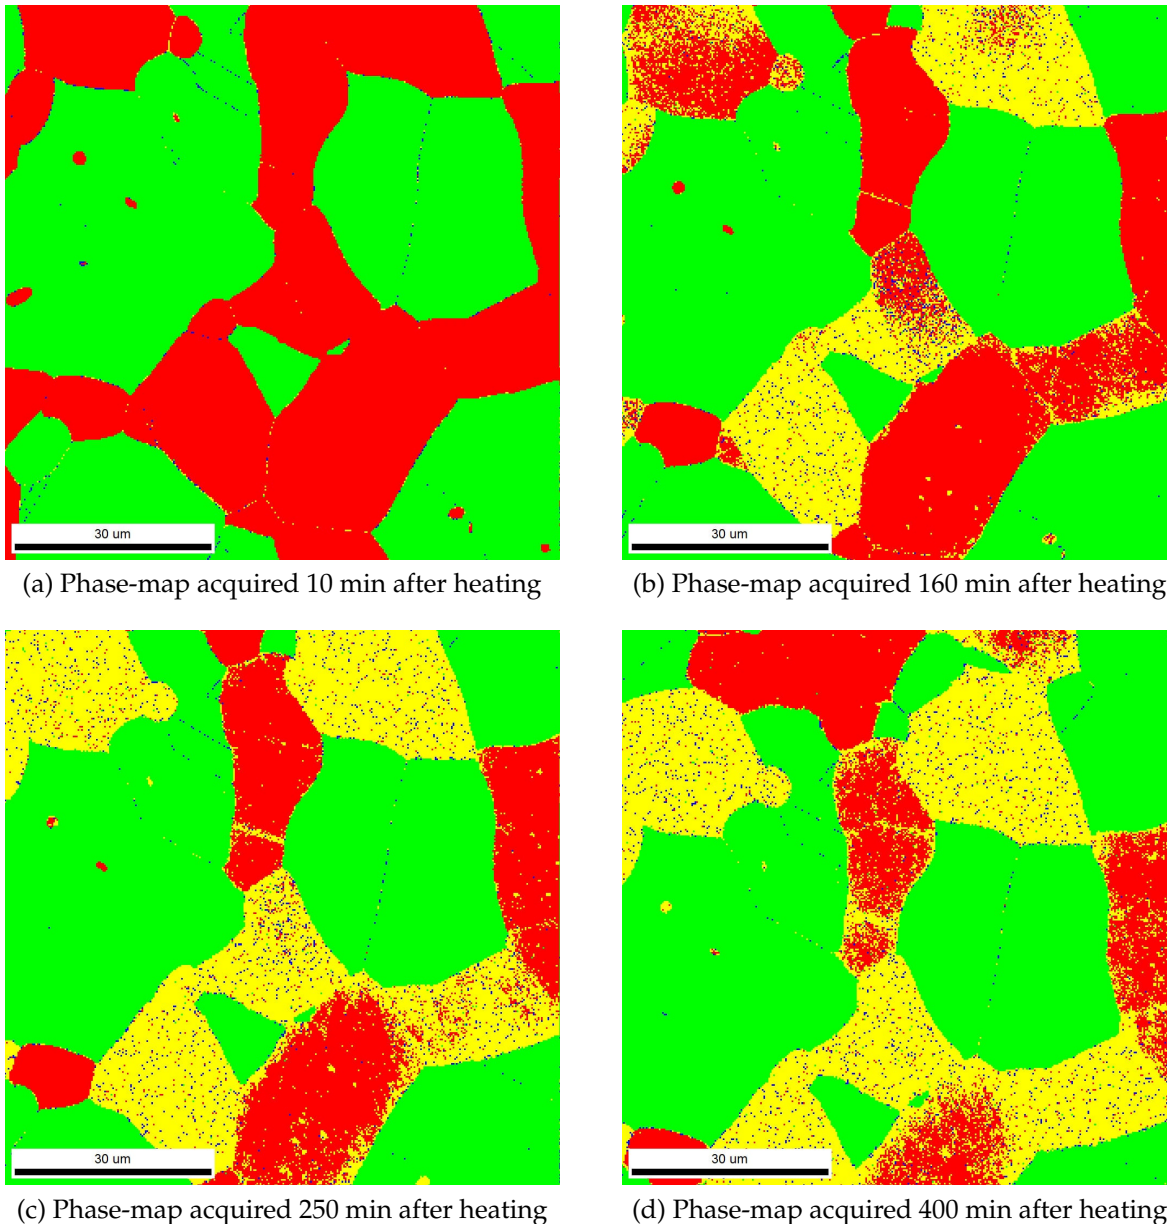 30 um
30 um
(a) Phase-map acquired 10 min after heating
(b) Phase-map acquired 160 min after heating
30 um
30 um
(c) Phase-map acquired 250 min after heating
(d) Phase-map acquired 400 min after heating